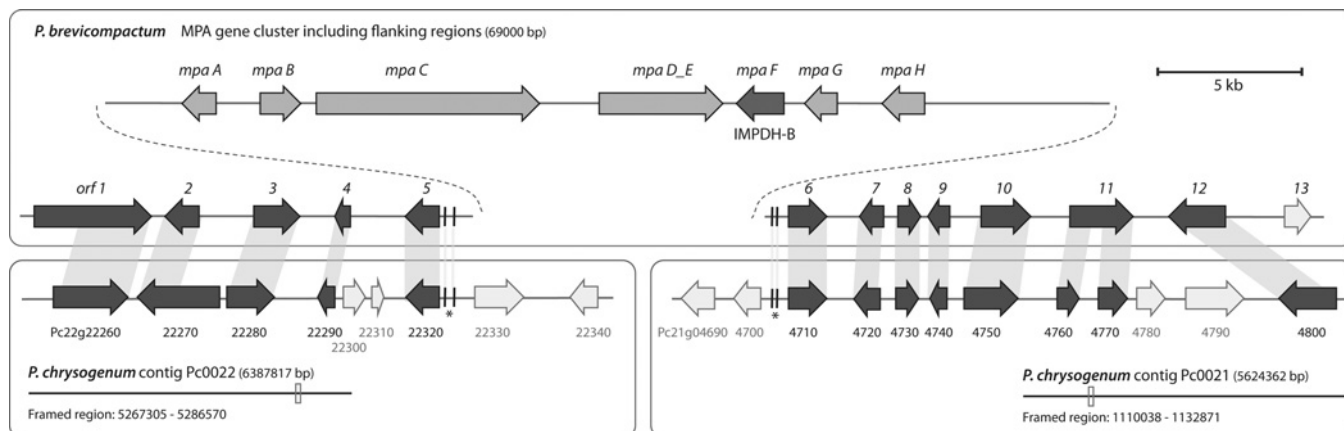 P. brevicompactum MPA gene cluster including flanking regions (69000 bp)
mpa A mpa B mpa C mpa D_E mpa F mpa G mpa H
5 kb
IMPDH-B
orf 1 2 3 4 5 6 7 8 9 10 11 12 13
Pc22g22260 22270 22280 22290 22310 22320 * 22330 22340
22300
P. chrysogenum contig Pc0022 (6387817 bp)
Framed region: 5267305 - 5286570
Pc21g04690 4700 * 4710 4720 4730 4740 4750 4760 4770 4780 4790 4800
P. chrysogenum contig Pc0021 (5624362 bp)
Framed region: 1110038 - 1132871